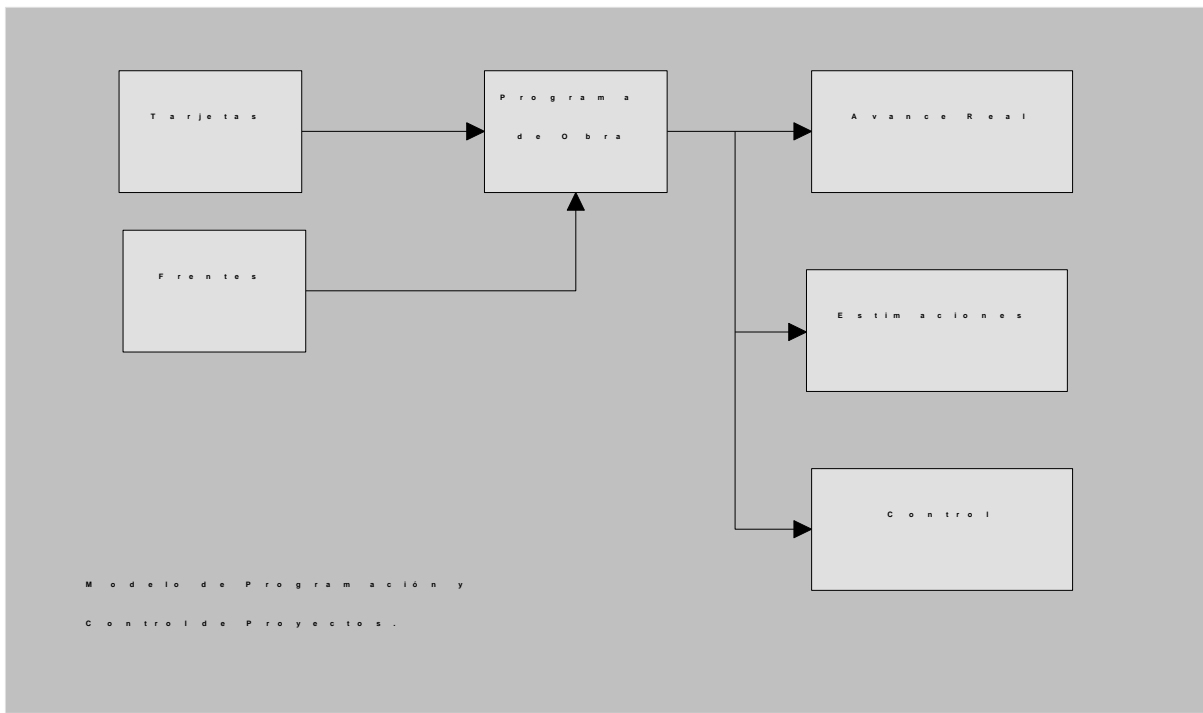 Tarjetas
Programa
de Obra
Avance Real
Frentes
Estimaciones
Control
Modelo de Programación y
Control de Proyectos.